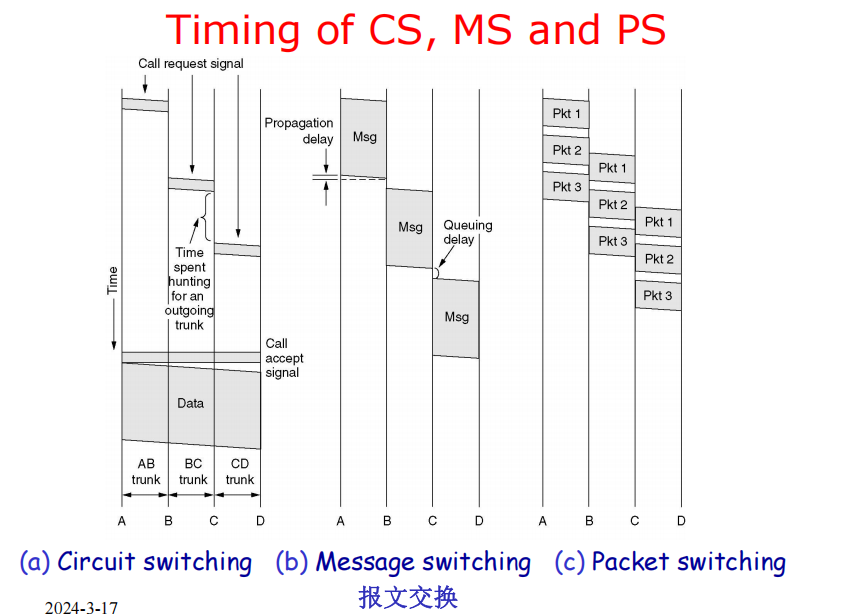 Timing of CS, MS and PS
Call request signal
Time
Time
spent
hunting
for an
outgoing
trunk
Call
accept
signal
Data
AB
trunk
BC
trunk
CD
trunk
A
B
C
D
(a) Circuit switching
Propagation
delay
Msg
Msg
Queuing
delay
Msg
A
B
C
D
(b) Message switching
报文交换
Pkt 1
Pkt 2
Pkt 3
Pkt 1
Pkt 2
Pkt 3
Pkt 1
Pkt 2
Pkt 3
A
B
C
D
(c) Packet switching
2024-3-17